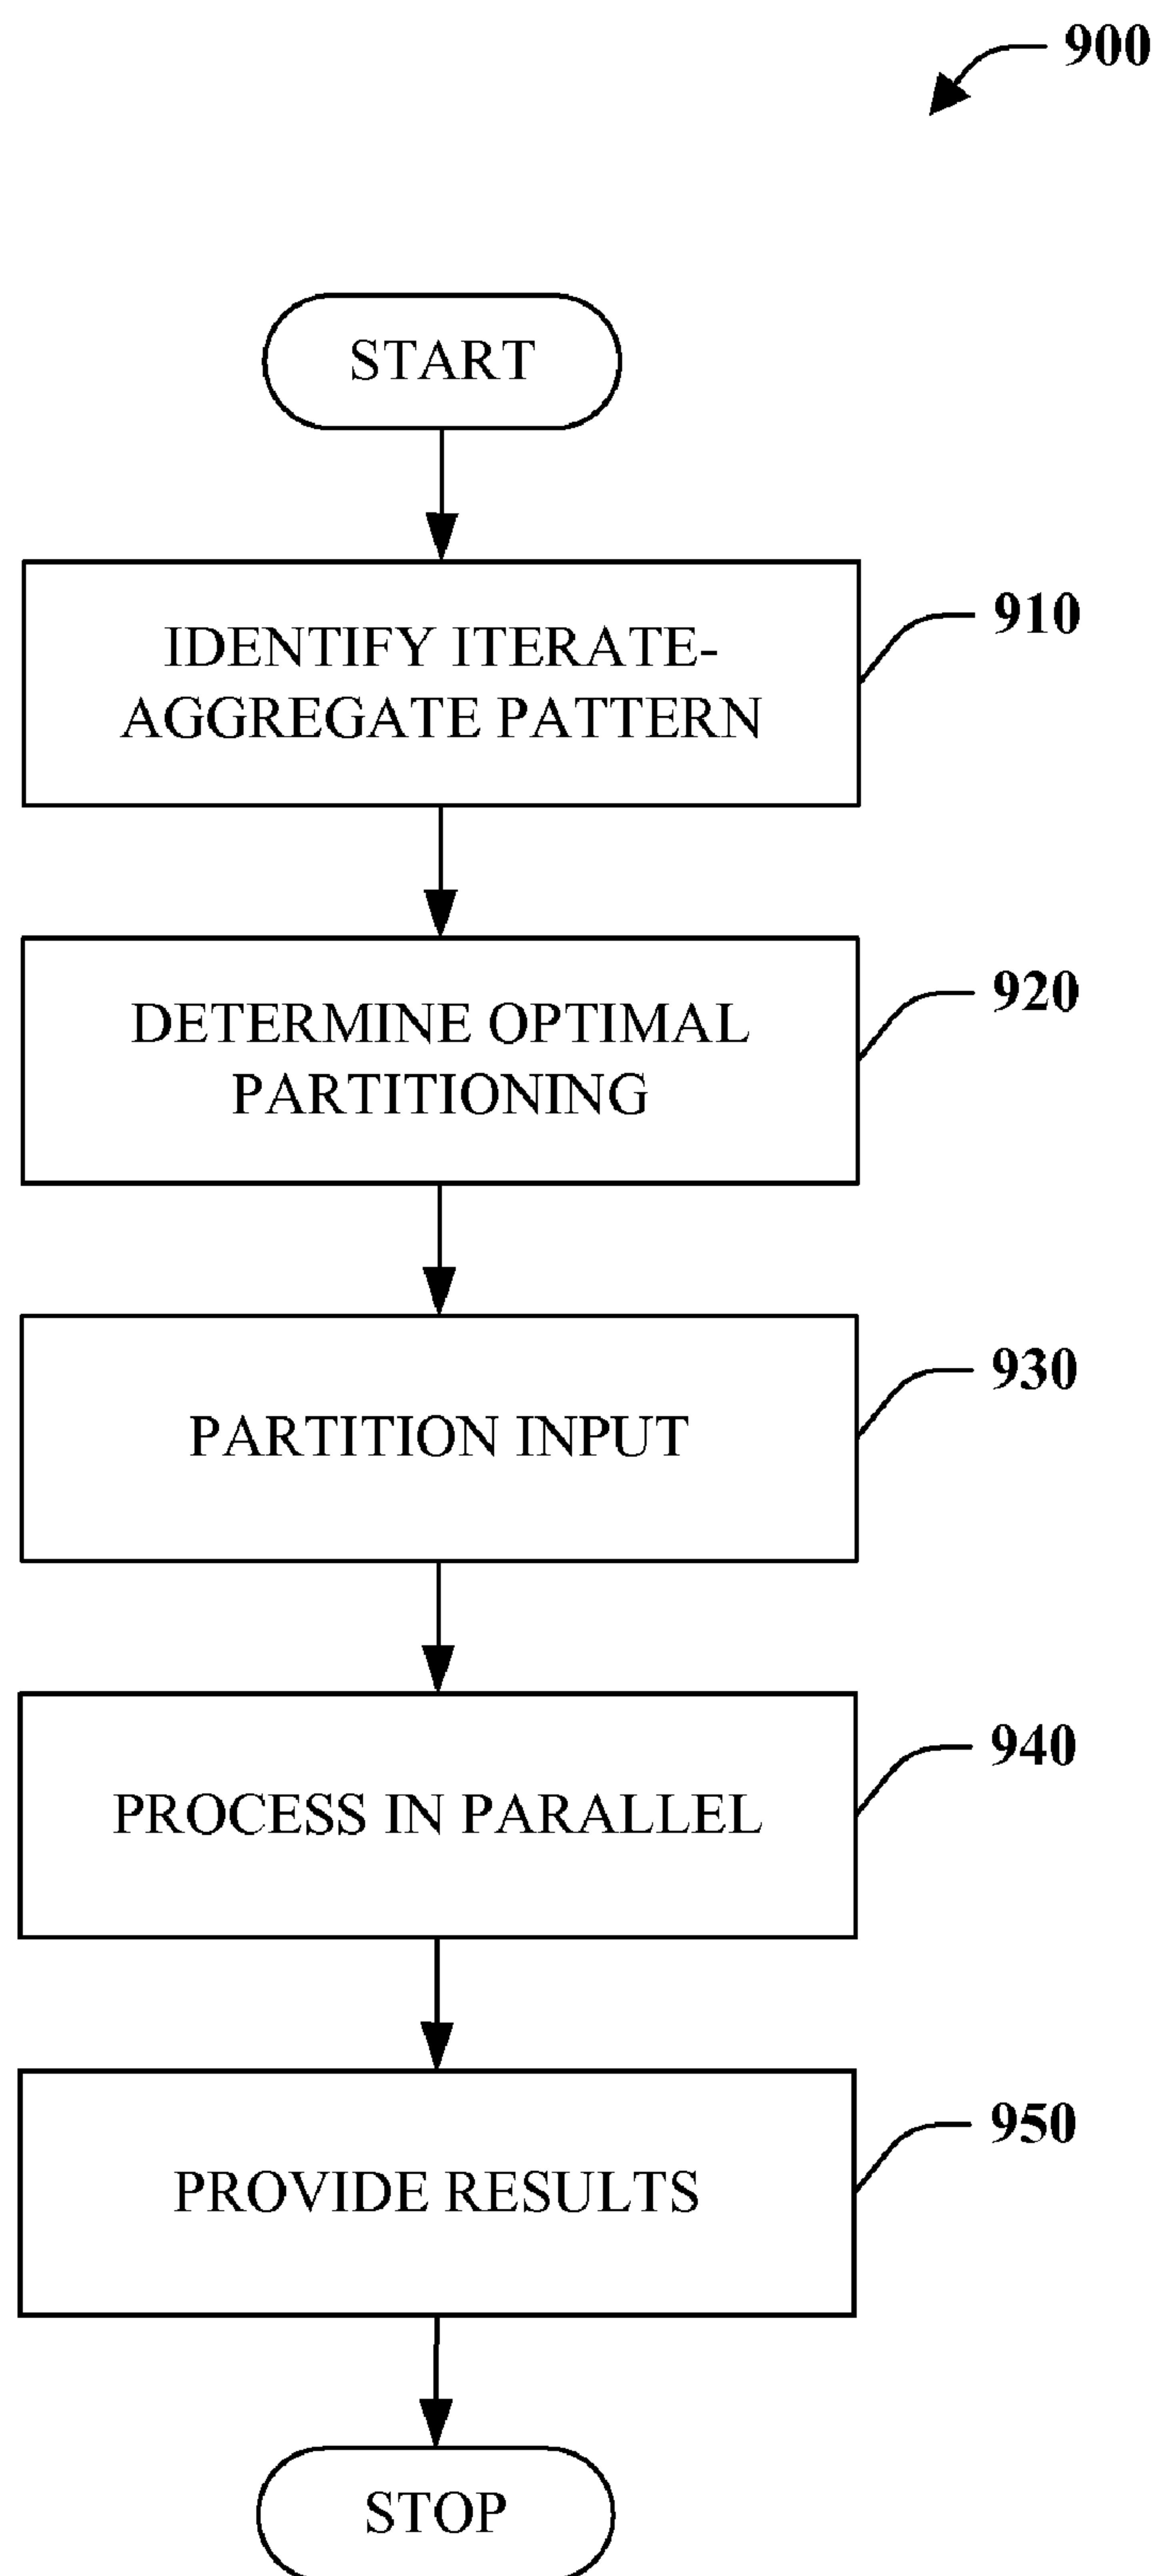 900
START
IDENTIFY ITERATE-
AGGREGATE PATTERN
910
DETERMINE OPTIMAL
PARTITIONING
920
PARTITION INPUT
930
PROCESS IN PARALLEL
940
PROVIDE RESULTS
950
STOP